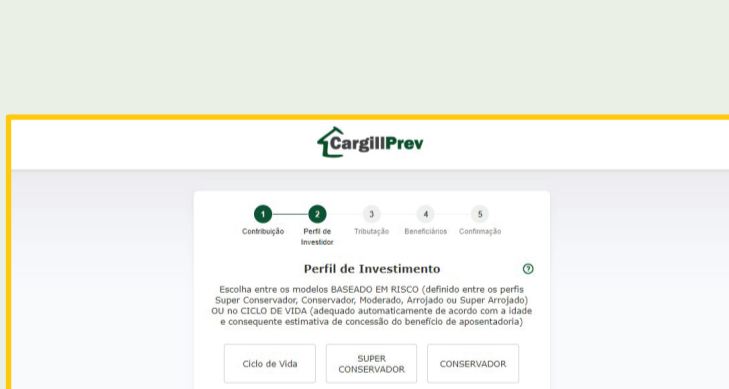 CargillPrev
1 2 3 4 5
Contribuição Perfil de Investidor Tributação Beneficiários Confirmação
Perfil de Investimento ?
Escolha entre os modelos BASEADO EM RISCO (definido entre os perfis
Super Conservador, Conservador, Moderado, Arrojado ou Super Arrojado)
OU no CICLO DE VIDA (adequado automaticamente de acordo com a idade
e consequente estimativa de concessão do benefício de aposentadoria)
Ciclo de Vida
SUPER
CONSERVADOR
CONSERVADOR